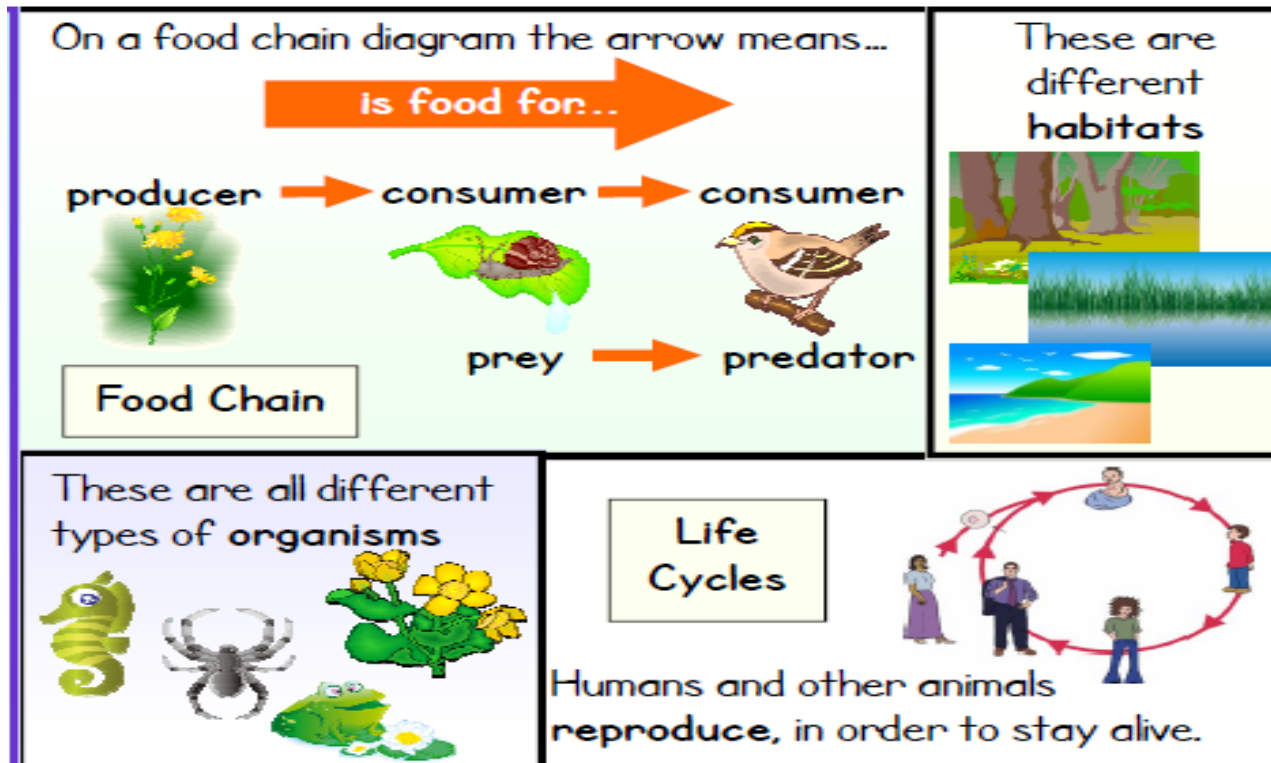 On a food chain diagram the arrow means...
is food for...
producer consumer consumer
prey predator
Food Chain
These are
different
habitats
These are all different
types of organisms
Life
Cycles
Humans and other animals
reproduce, in order to stay alive.